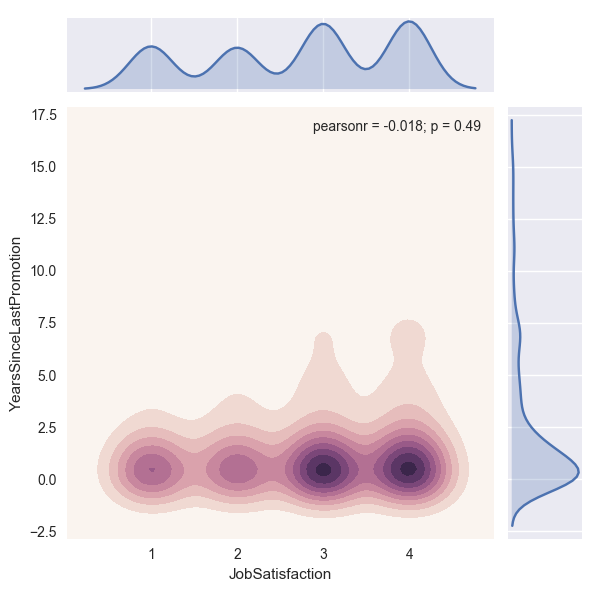 pearsonr = -0.018; p = 0.49
17.5
15.0
12.5
10.0
7.5
5.0
2.5
0.0
−2.5
YearsSinceLastPromotion
1 2 3 4
JobSatisfaction